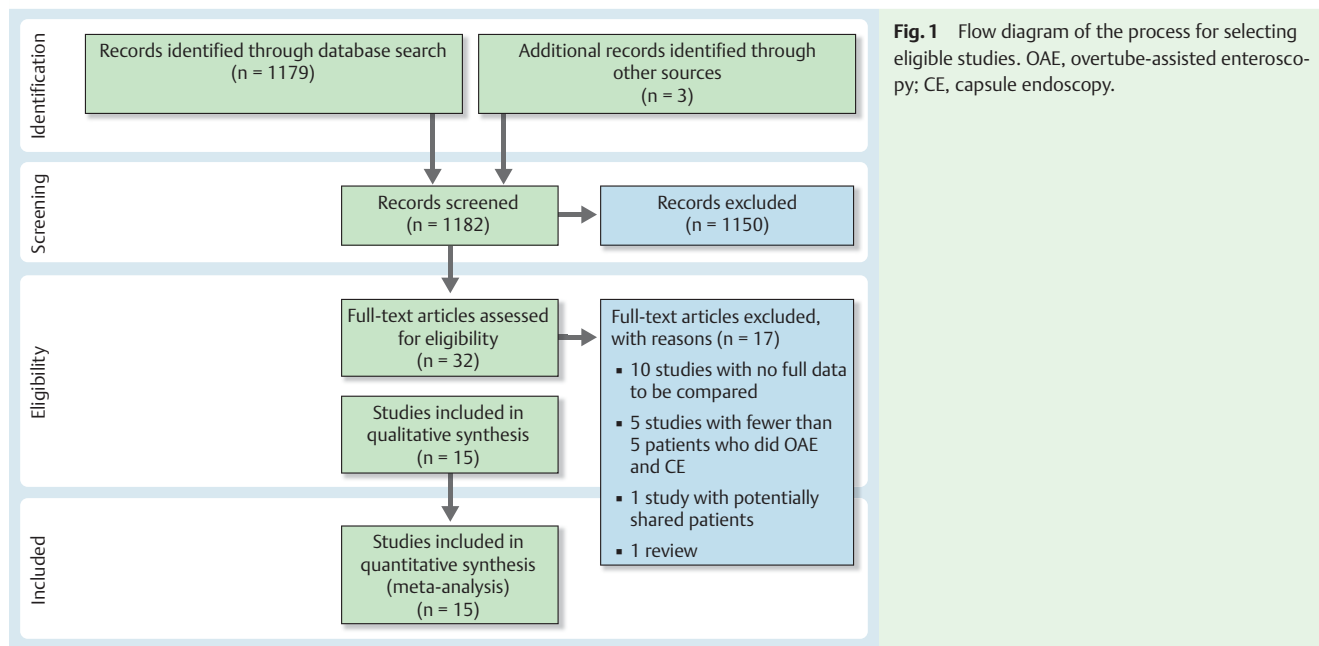 Identification
Records identified through database search
(n = 1179)
Additional records identified through
other sources
(n = 3)
Screening
Records screened
(n = 1182)
Records excluded
(n = 1150)
Eligibility
Full-text articles assessed
for eligibility
(n = 32)
Full-text articles excluded,
with reasons (n = 17)
▪ 10 studies with no full data
to be compared
▪ 5 studies with fewer than
5 patients who did OAE
and CE
▪ 1 study with potentially
shared patients
▪ 1 review
Studies included in
qualitative synthesis
(n = 15)
Included
Studies included in
quantitative synthesis
(meta-analysis)
(n = 15)
Fig. 1 Flow diagram of the process for selecting
eligible studies. OAE, overtube-assisted enterosco-
py; CE, capsule endoscopy.